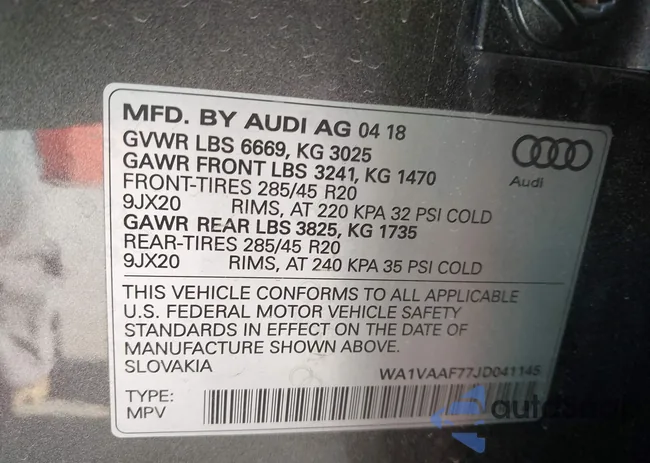 MFD. BY AUDI AG 04 18
GVWR LBS 6669, KG 3025
GAWR FRONT LBS 3241, KG 1470
FRONT-TIRES 285/45 R20
9JX20 RIMS, AT 220 KPA 32 PSI COLD
GAWR REAR LBS 3825, KG 1735
REAR-TIRES 285/45 R20
9JX20 RIMS, AT 240 KPA 35 PSI COLD
Audi
THIS VEHICLE CONFORMS TO ALL APPLICABLE
U.S. FEDERAL MOTOR VEHICLE SAFETY
STANDARDS IN EFFECT ON THE DATE OF
MANUFACTURE SHOWN ABOVE.
SLOVAKIA
WA1VAAF77JD041145
TYPE:
MPV